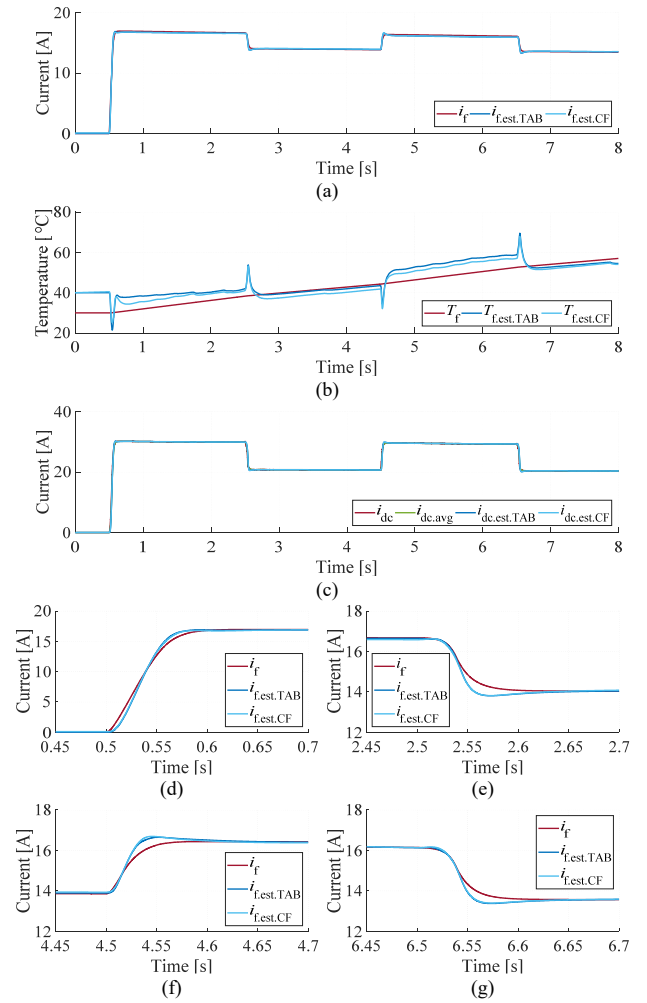 20
10
0
Current [A]
i_f i_f.est.TAB i_f.est.CF
0 1 2 3 4 5 6 7 8
Time [s]
(a)
80
60
40
20
Temperature [°C]
T_f T_f.est.TAB T_f.est.CF
0 1 2 3 4 5 6 7 8
Time [s]
(b)
40
20
0
Current [A]
i_dc i_dc.avg i_dc.est.TAB i_dc.est.CF
0 1 2 3 4 5 6 7 8
Time [s]
(c)
20
15
10
5
0
Current [A]
i_f
i_f.est.TAB
i_f.est.CF
0.45 0.5 0.55 0.6 0.65 0.7
Time [s]
(d)
18
16
14
12
Current [A]
i_f
i_f.est.TAB
i_f.est.CF
2.45 2.5 2.55 2.6 2.65 2.7
Time [s]
(e)
18
16
14
12
Current [A]
i_f
i_f.est.TAB
i_f.est.CF
4.45 4.5 4.55 4.6 4.65 4.7
Time [s]
(f)
18
16
14
12
Current [A]
i_f
i_f.est.TAB
i_f.est.CF
6.45 6.5 6.55 6.6 6.65 6.7
Time [s]
(g)